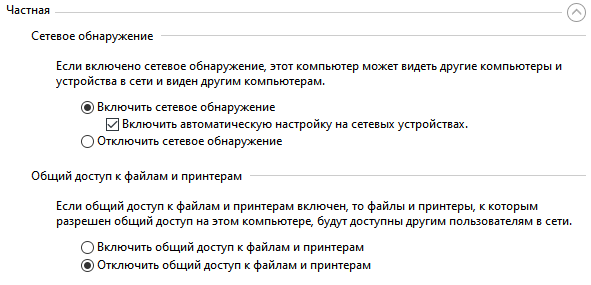 Частная
Сетевое обнаружение
Если включено сетевое обнаружение, этот компьютер может видеть другие компьютеры и
устройства в сети и виден другим компьютерам.
Включить сетевое обнаружение
Включить автоматическую настройку на сетевых устройствах.
Отключить сетевое обнаружение
Общий доступ к файлам и принтерам
Если общий доступ к файлам и принтерам включен, то файлы и принтеры, к которым
разрешен общий доступ на этом компьютере, будут доступны другим пользователям в сети.
Включить общий доступ к файлам и принтерам
Отключить общий доступ к файлам и принтерам